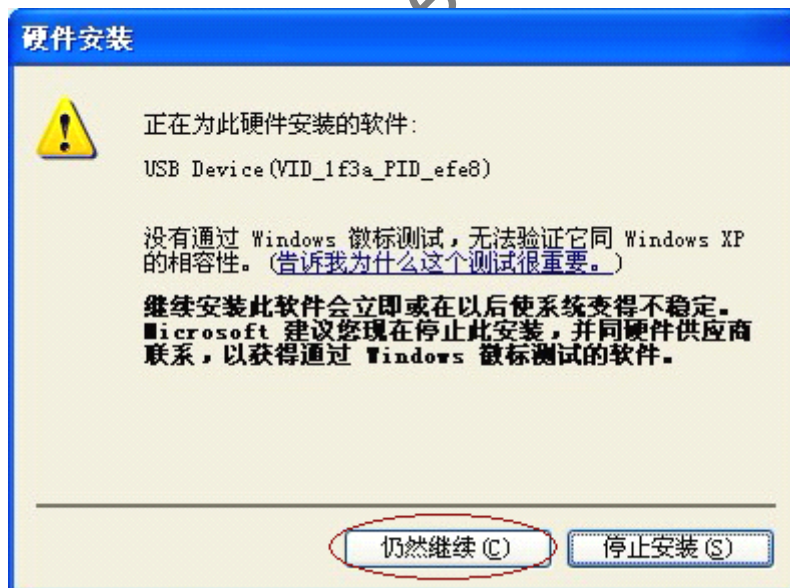 硬件安装
正在为此硬件安装的软件:
USB Device(VID_1f3a_PID_efe8)
没有通过 Windows 徽标测试，无法验证它同 Windows XP
的相容性。(告诉我为什么这个测试很重要。)
继续安装此软件会立即或在以后使系统变得不稳定。
Microsoft 建议您现在停止此安装，并同硬件供应商
联系，以获得通过 Windows 徽标测试的软件。
仍然继续(C) 停止安装(S)